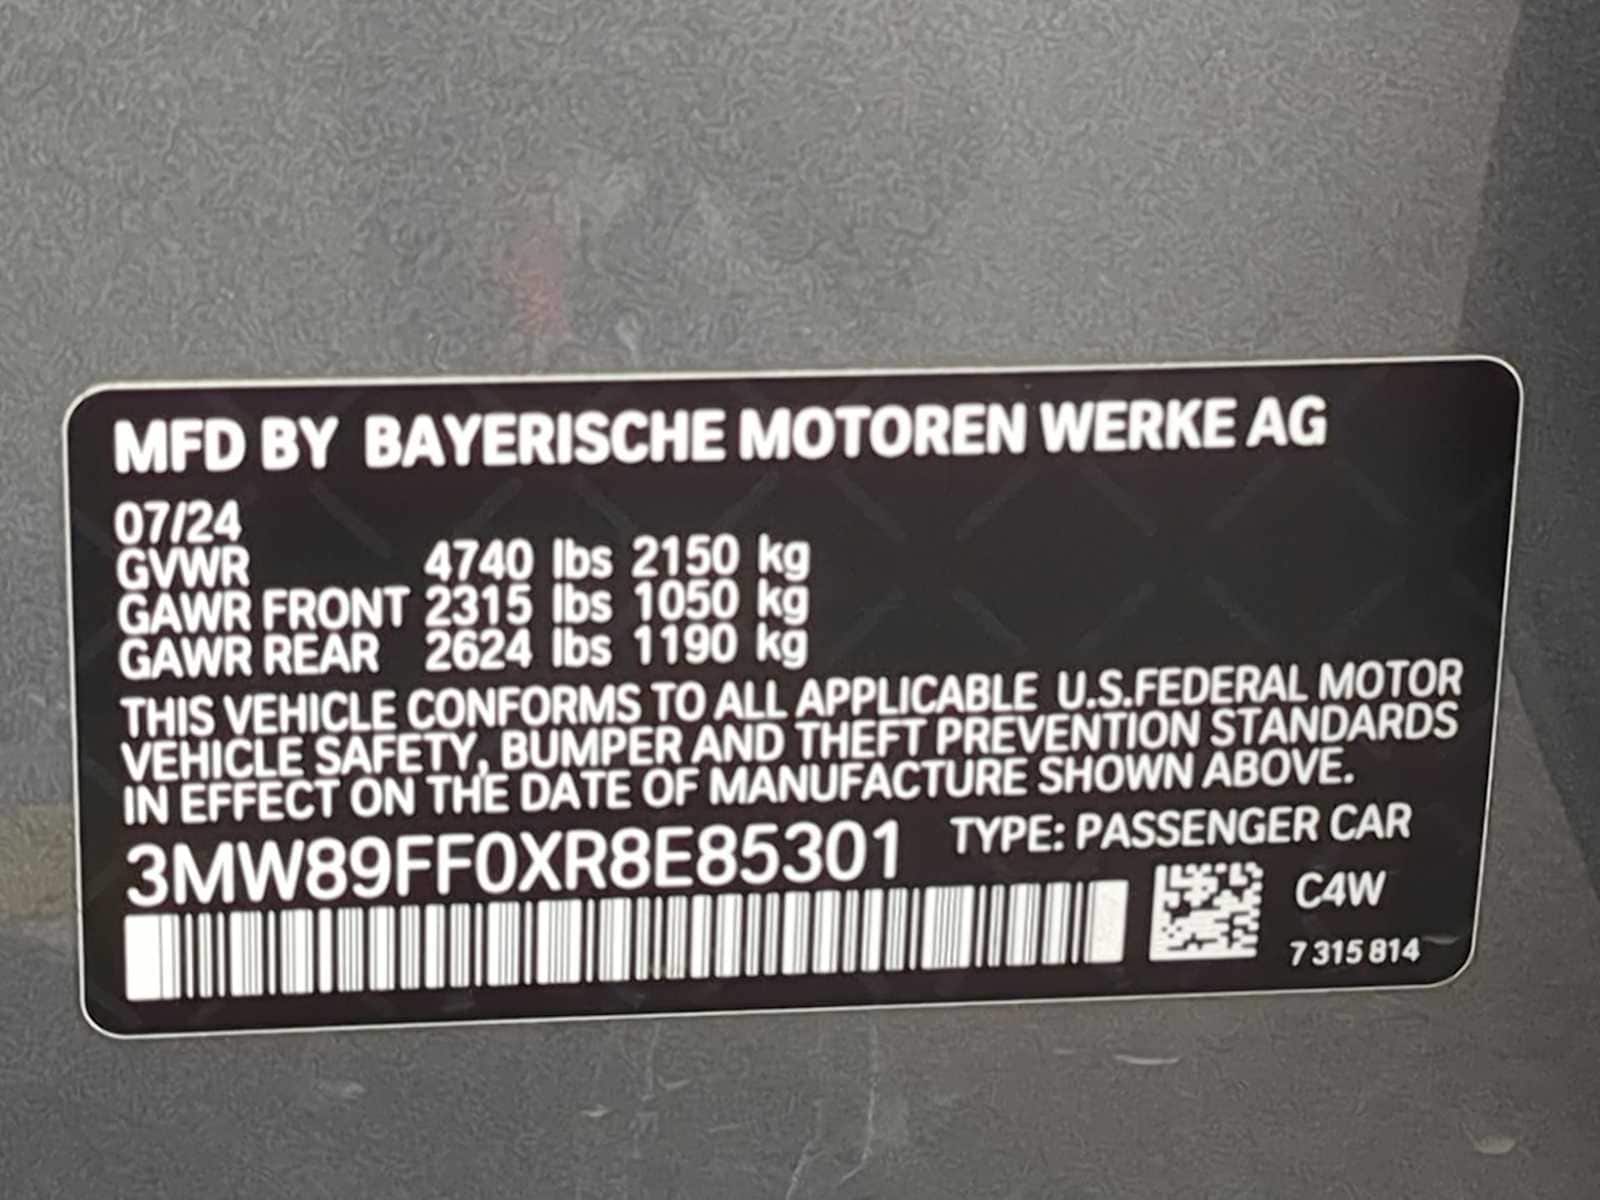 MFD BY BAYERISCHE MOTOREN WERKE AG
07/24
GVWR 4740 lbs 2150 kg
GAWR FRONT 2315 lbs 1050 kg
GAWR REAR 2624 lbs 1190 kg
THIS VEHICLE CONFORMS TO ALL APPLICABLE U.S.FEDERAL MOTOR
VEHICLE SAFETY, BUMPER AND THEFT PREVENTION STANDARDS
IN EFFECT ON THE DATE OF MANUFACTURE SHOWN ABOVE.
3MW89FF0XR8E85301 TYPE: PASSENGER CAR
C4W
7 315 814